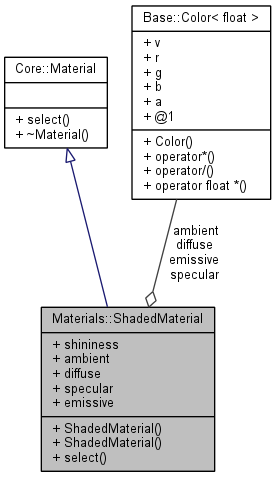 Base::Color< float >
+ v
+ r
+ g
+ b
+ a
+ @1
+ Color()
+ operator*()
+ operator/()
+ operator float *()
Core::Material
+ select()
+ ~Material()
ambient
diffuse
emissive
specular
Materials::ShadedMaterial
+ shininess
+ ambient
+ diffuse
+ specular
+ emissive
+ ShadedMaterial()
+ ShadedMaterial()
+ select()